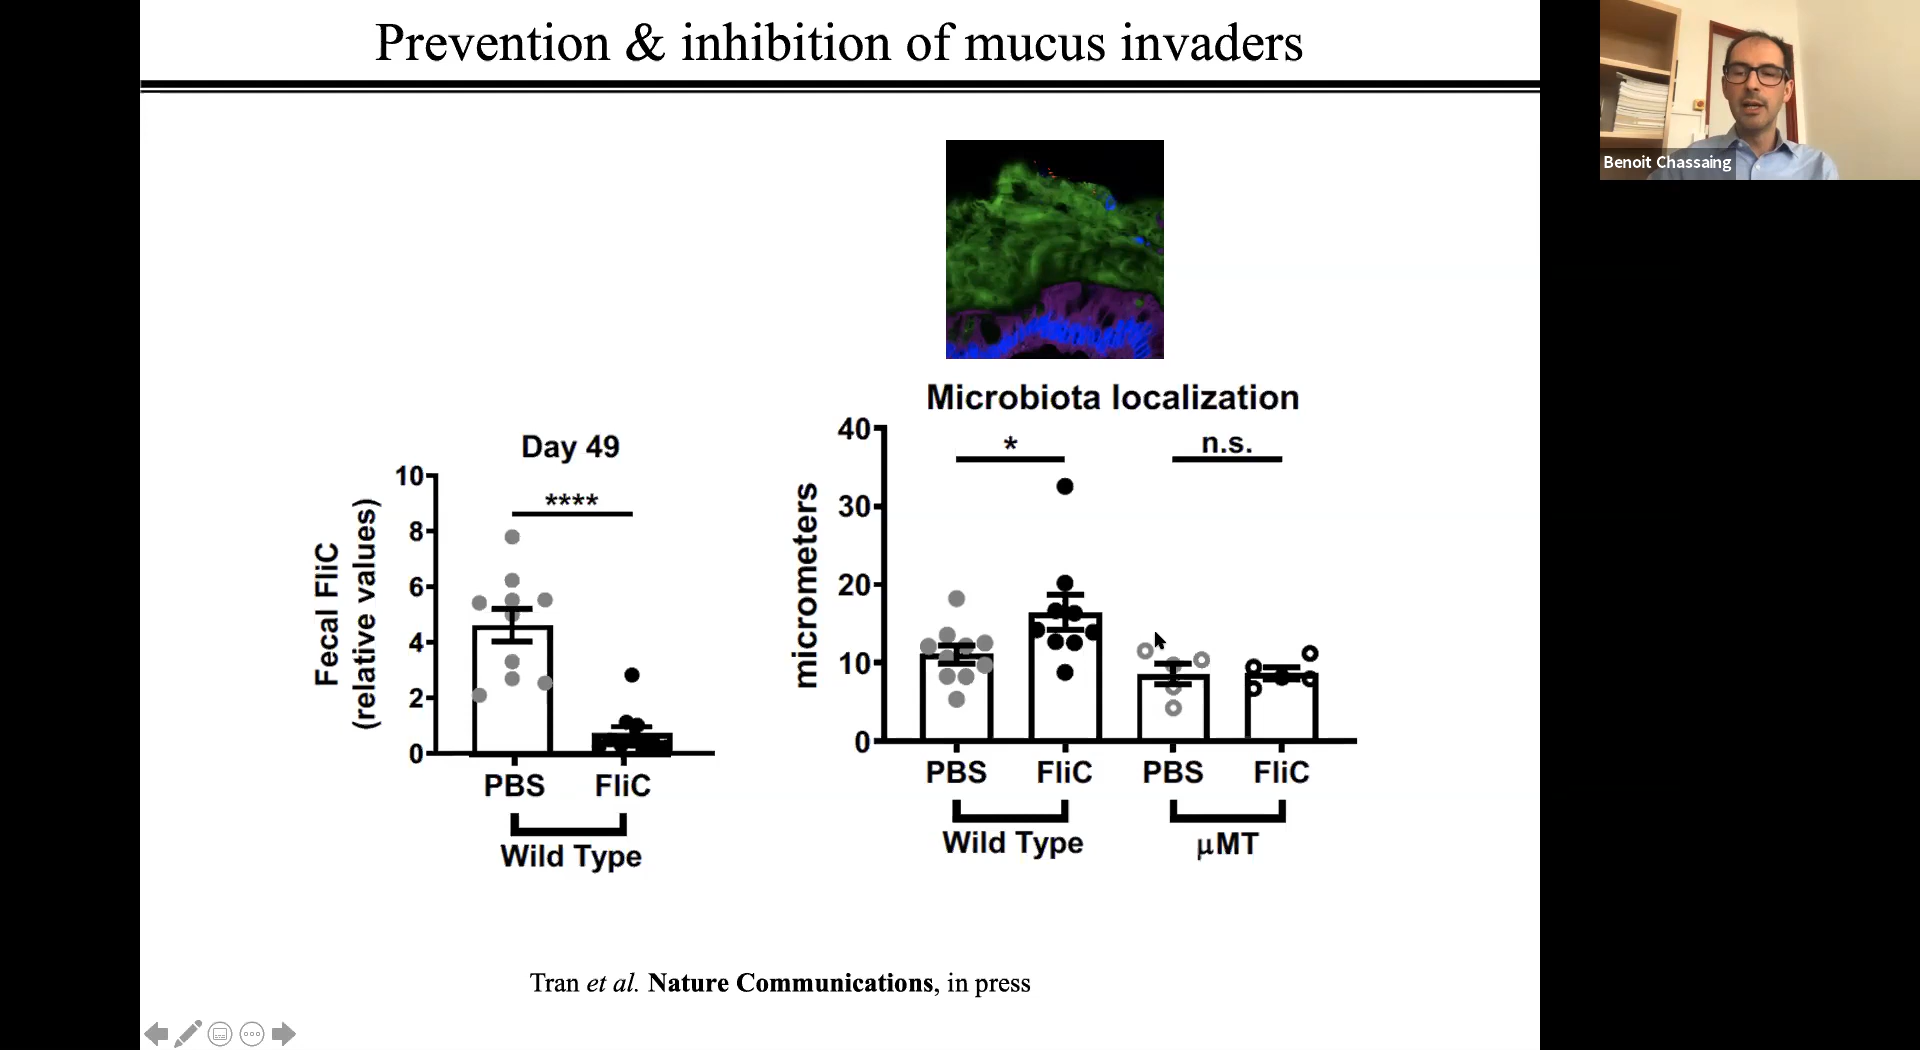 Prevention & inhibition of mucus invaders
Benoit Chassaing
Day 49
Fecal FliC
(relative values)
10
8
6
4
2
0
****
PBS
FliC
Wild Type
Microbiota localization
micrometers
40
30
20
10
0
*
n.s.
PBS
FliC
PBS
FliC
Wild Type
μMT
Tran et al. Nature Communications, in press